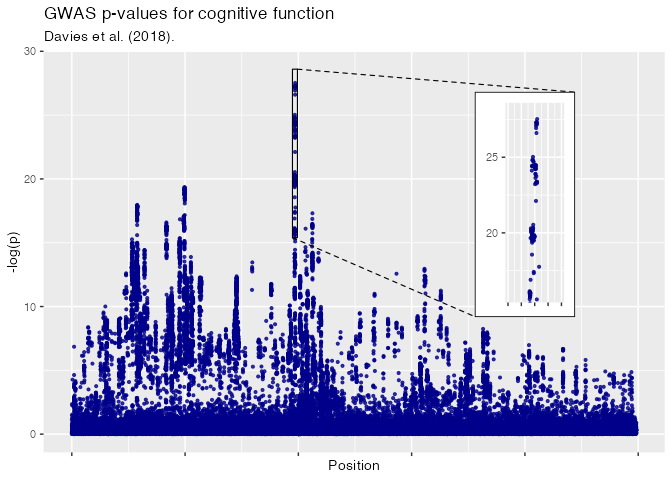 GWAS p-values for cognitive function
Davies et al. (2018).
30
20
10
0
-log(p)
Position
25
20